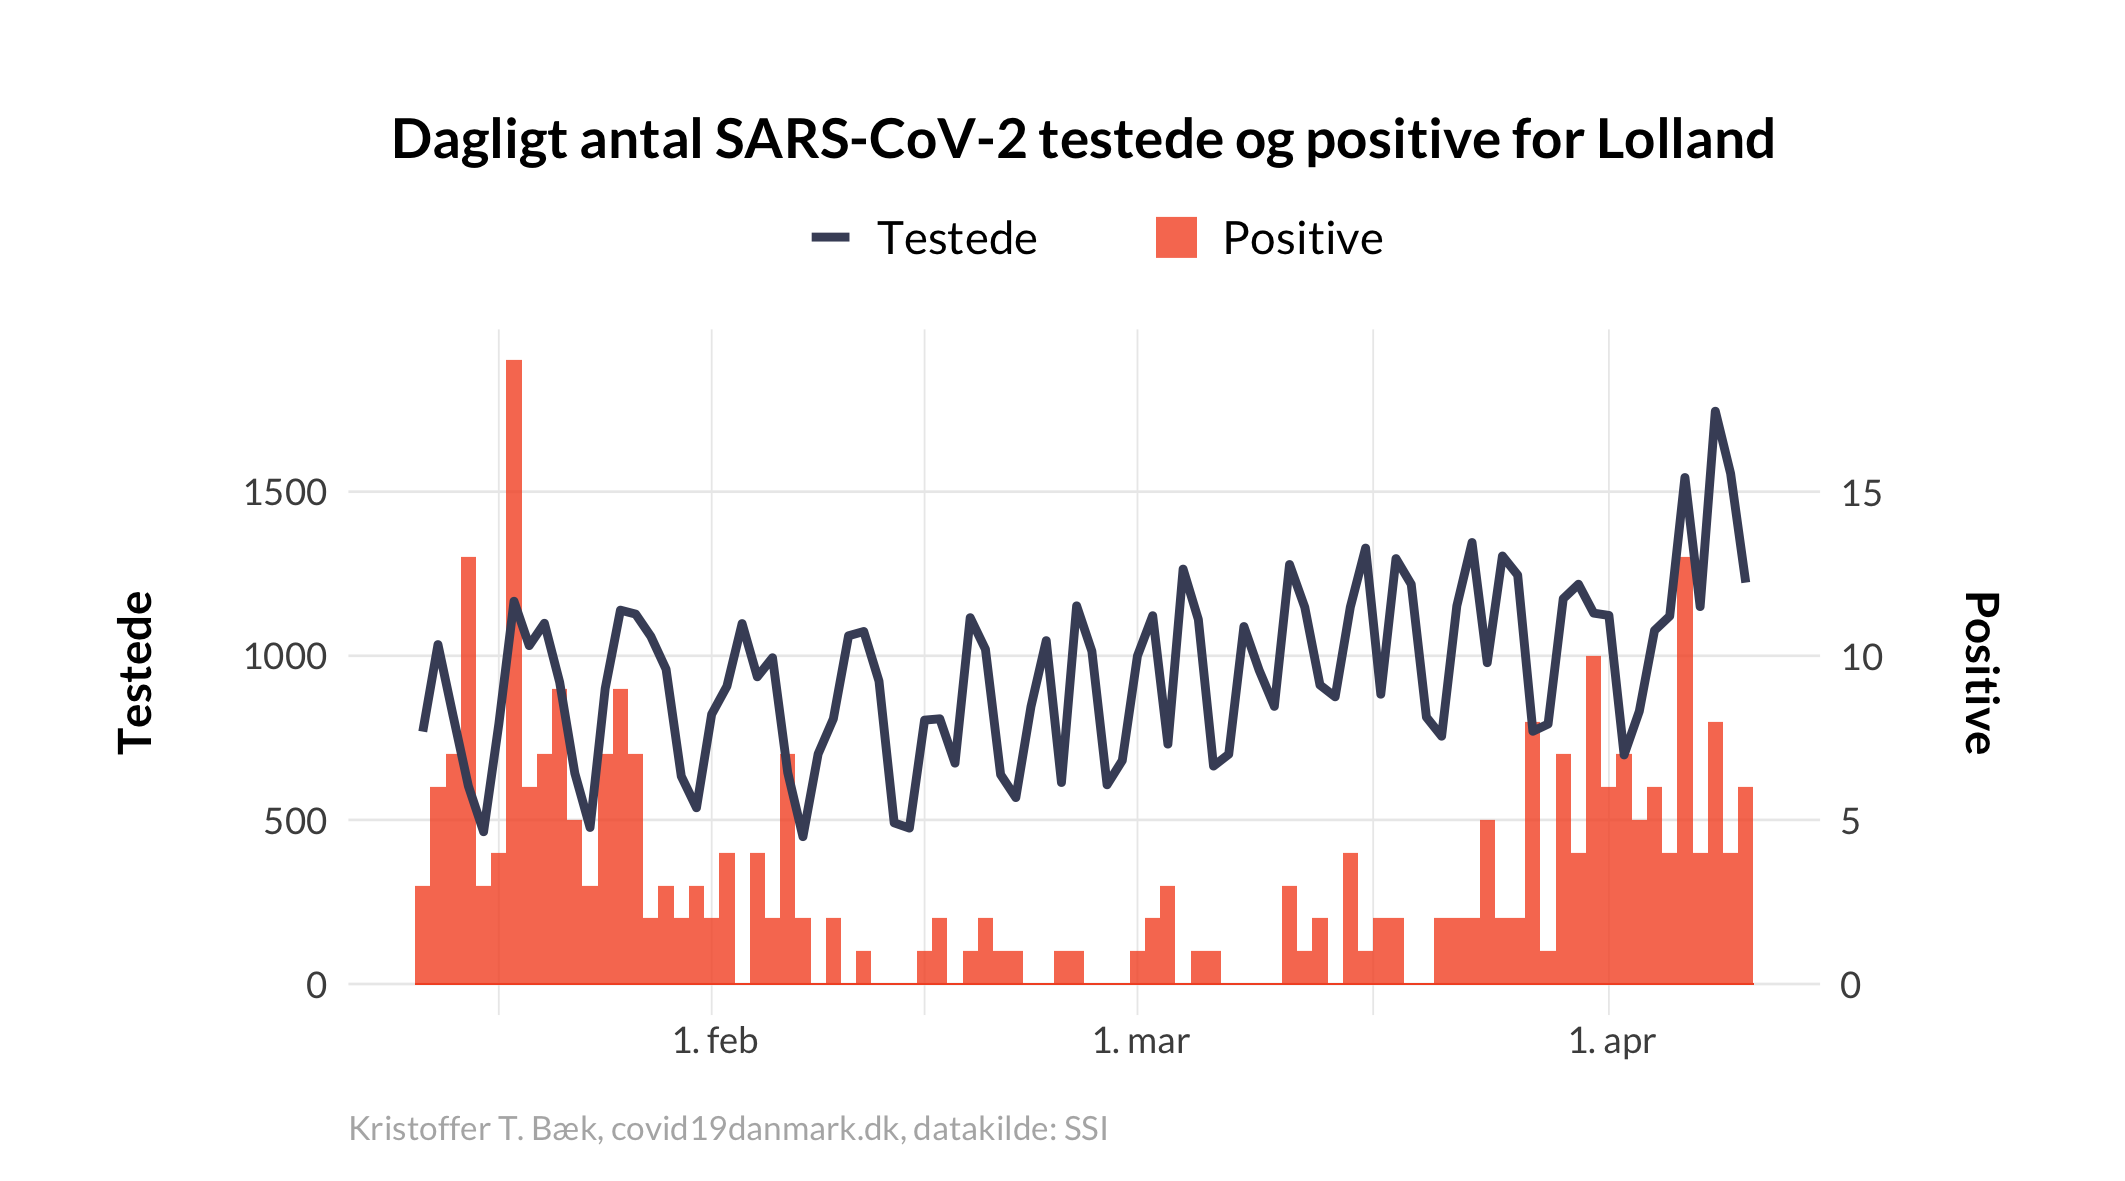 Dagligt antal SARS-CoV-2 testede og positive for Lolland
Testede
Positive
Testede
1500
1000
500
0
15
10
5
0
Positive
1. feb
1. mar
1. apr
Kristoffer T. Bæk, covid19danmark.dk, datakilde: SSI